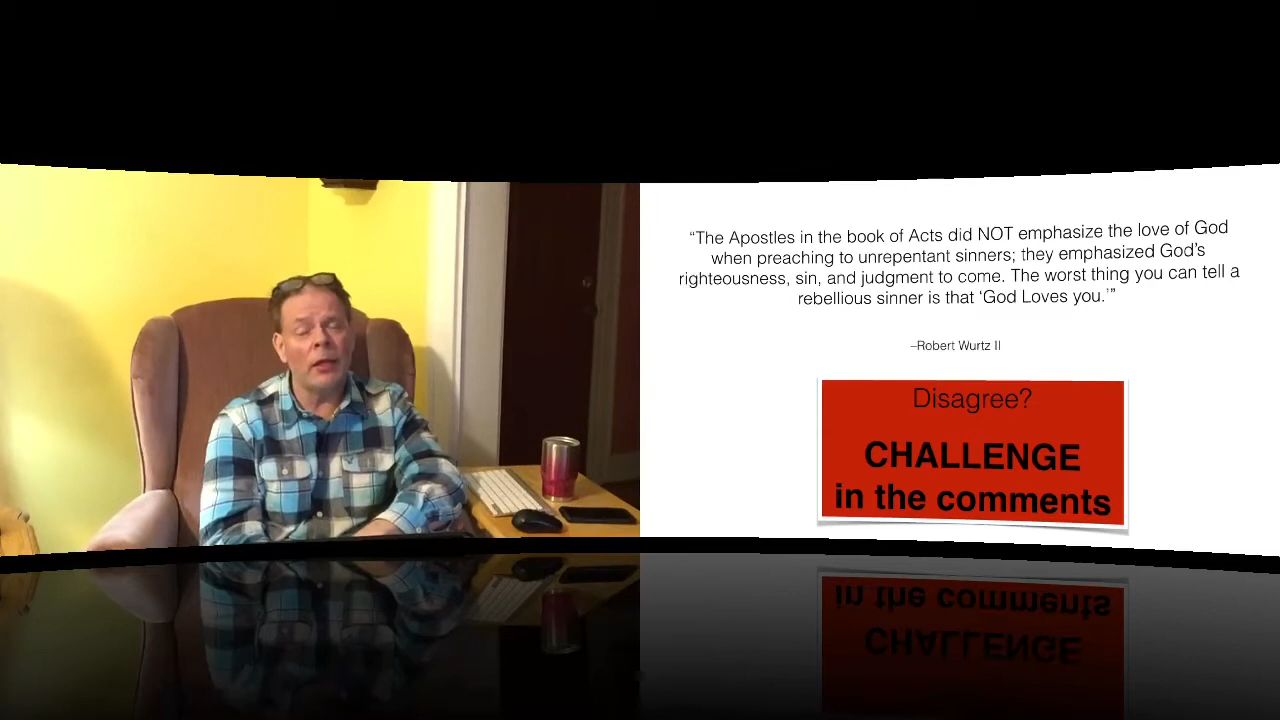 “The Apostles in the book of Acts did NOT emphasize the love of God
when preaching to unrepentant sinners; they emphasized God’s
righteousness, sin, and judgment to come. The worst thing you can tell a
rebellious sinner is that ‘God Loves you.’”
–Robert Wurtz II
Disagree?
CHALLENGE
in the comments